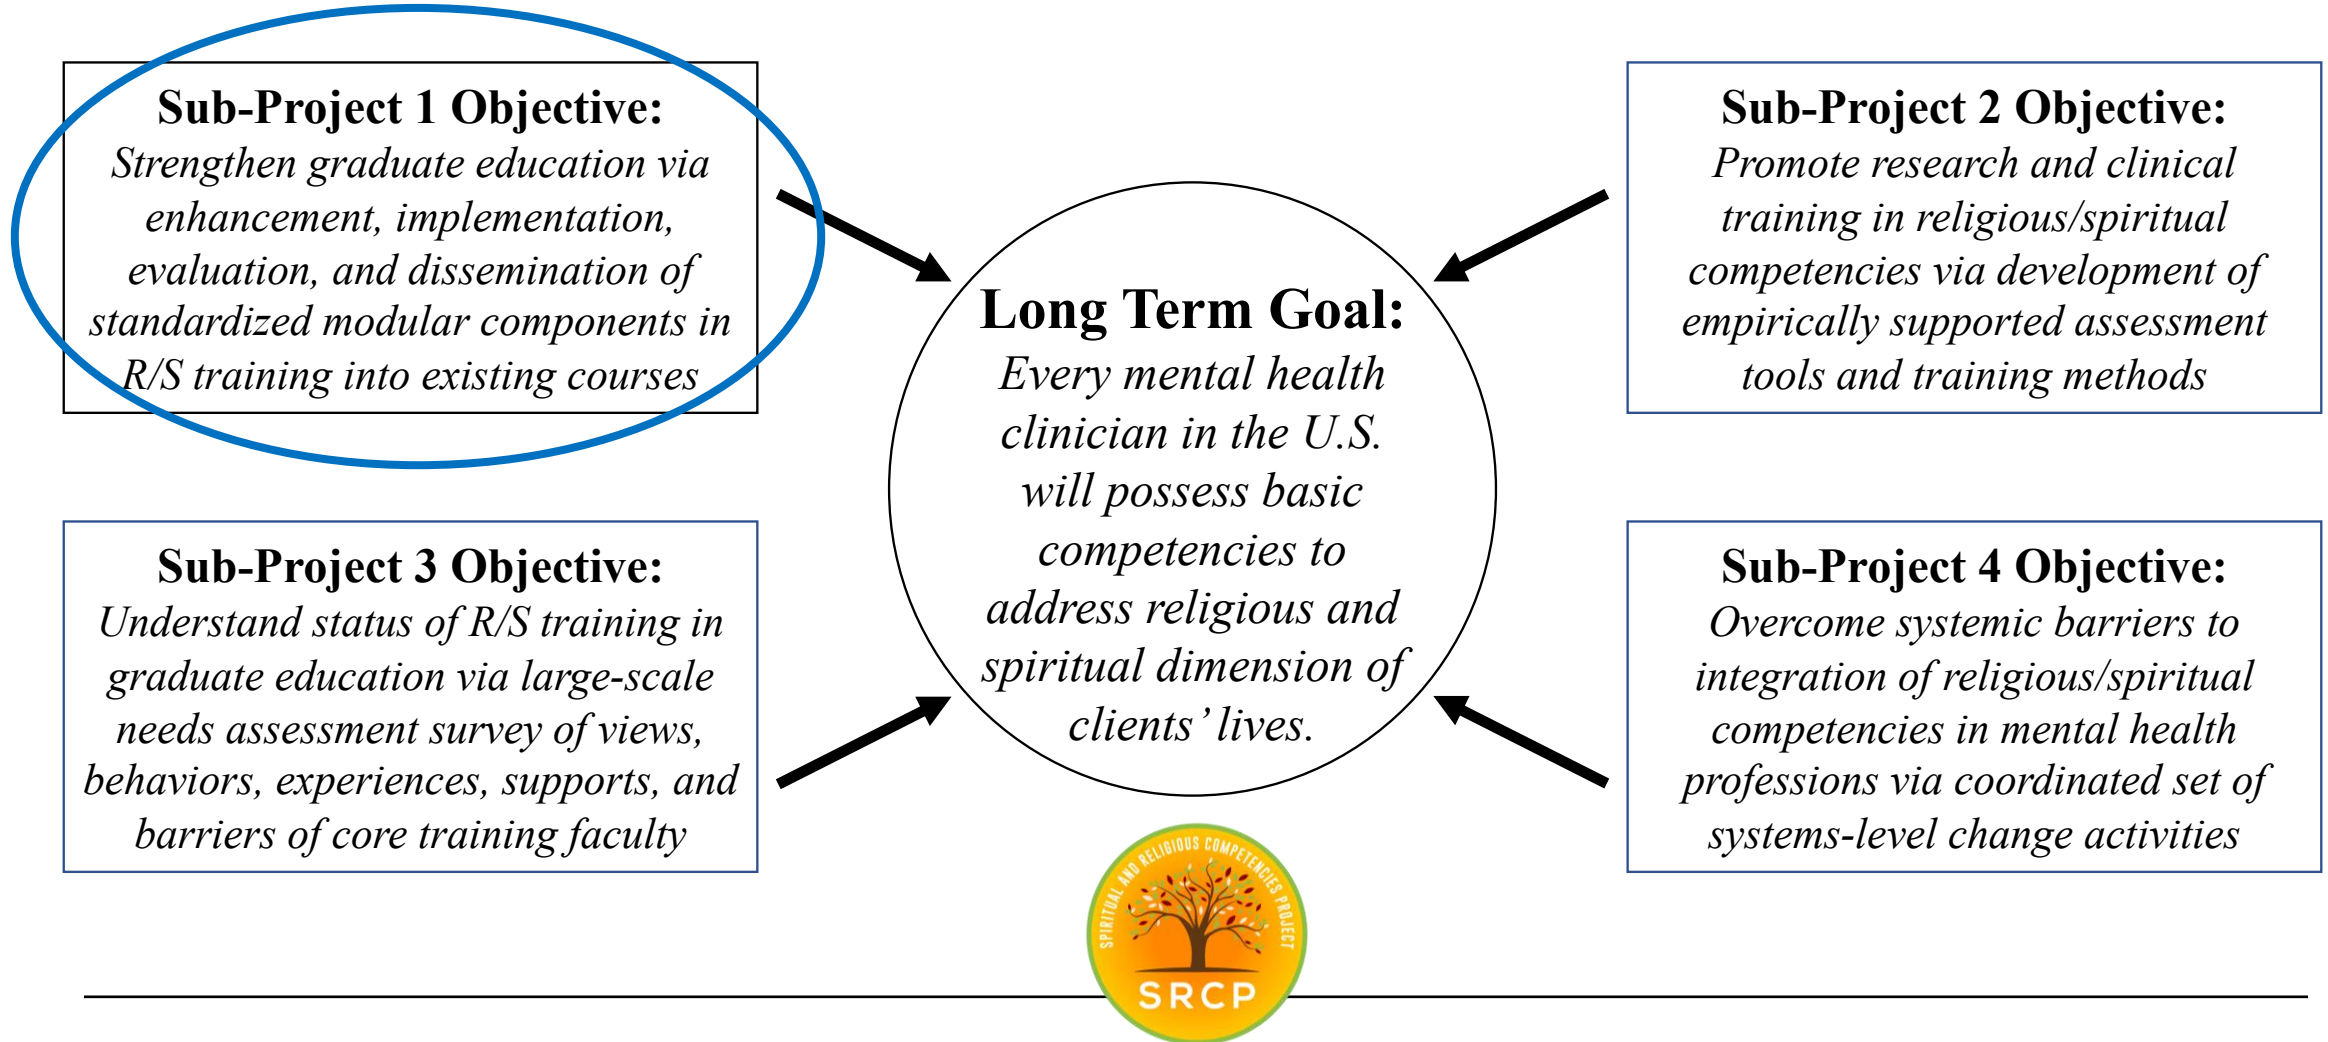 Sub-Project 1 Objective:
Strengthen graduate education via
enhancement, implementation,
evaluation, and dissemination of
standardized modular components in
R/S training into existing courses
Sub-Project 2 Objective:
Promote research and clinical
training in religious/spiritual
competencies via development of
empirically supported assessment
tools and training methods
Long Term Goal:
Every mental health
clinician in the U.S.
will possess basic
competencies to
address religious and
spiritual dimension of
clients’ lives.
Sub-Project 3 Objective:
Understand status of R/S training in
graduate education via large-scale
needs assessment survey of views,
behaviors, experiences, supports, and
barriers of core training faculty
Sub-Project 4 Objective:
Overcome systemic barriers to
integration of religious/spiritual
competencies in mental health
professions via coordinated set of
systems-level change activities
SPIRITUAL AND RELIGIOUS COMPETENCIES PROJECT
SRCP